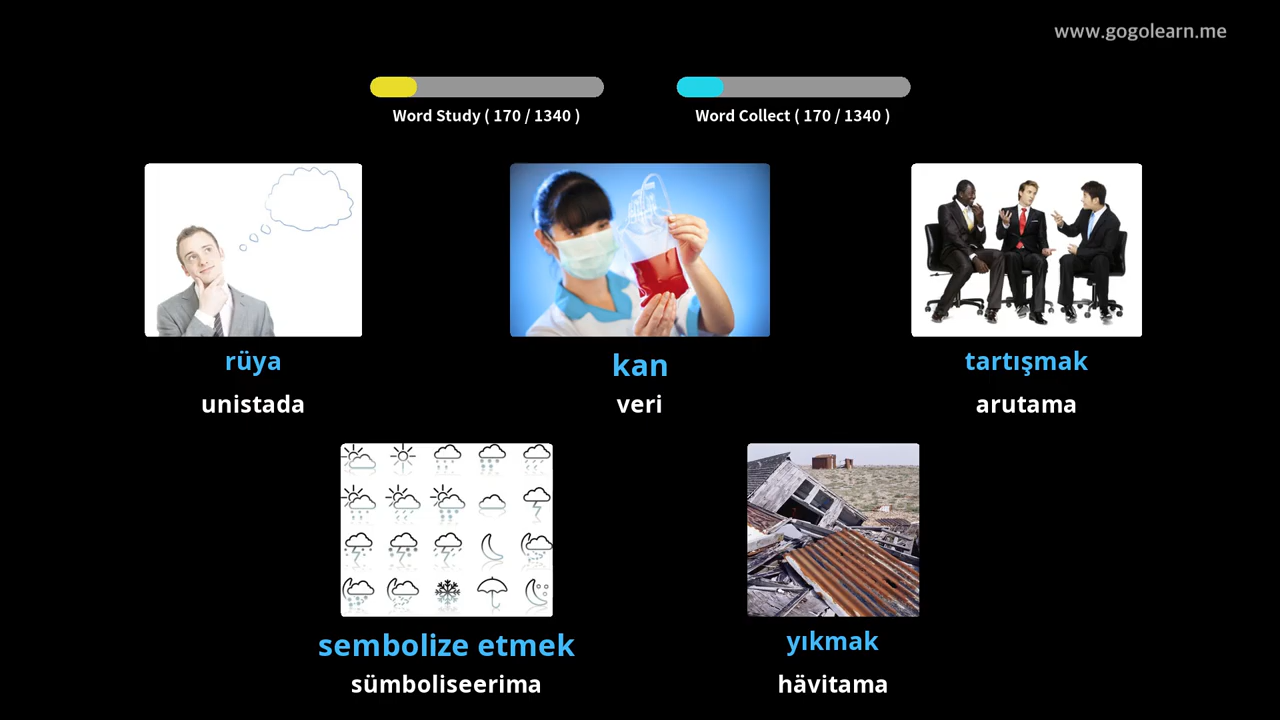 www.gogolearn.me
Word Study ( 170 / 1340 )
Word Collect ( 170 / 1340 )
rüya
unistada
kan
veri
tartışmak
arutama
sembolize etmek
sümboliseerima
yıkmak
hävitama